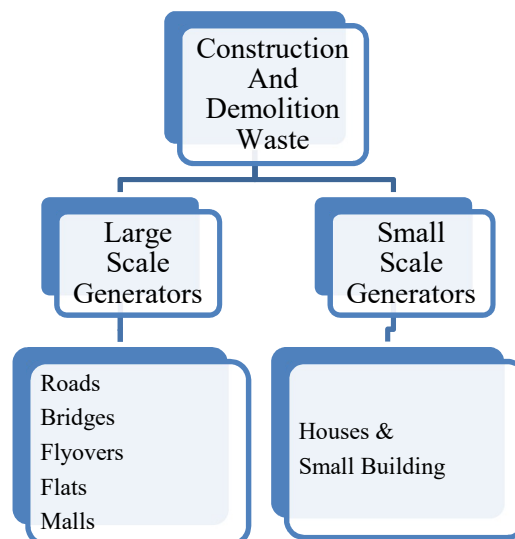 Construction
And
Demolition
Waste
Large
Scale
Generators
Small
Scale
Generators
Roads
Bridges
Flyovers
Flats
Malls
Houses &
Small Building